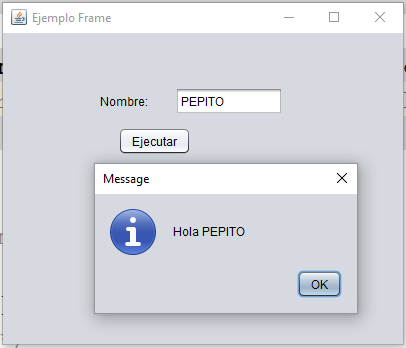 Ejemplo Frame
Nombre: PEPITO
Ejecutar
Message
Hola PEPITO
OK